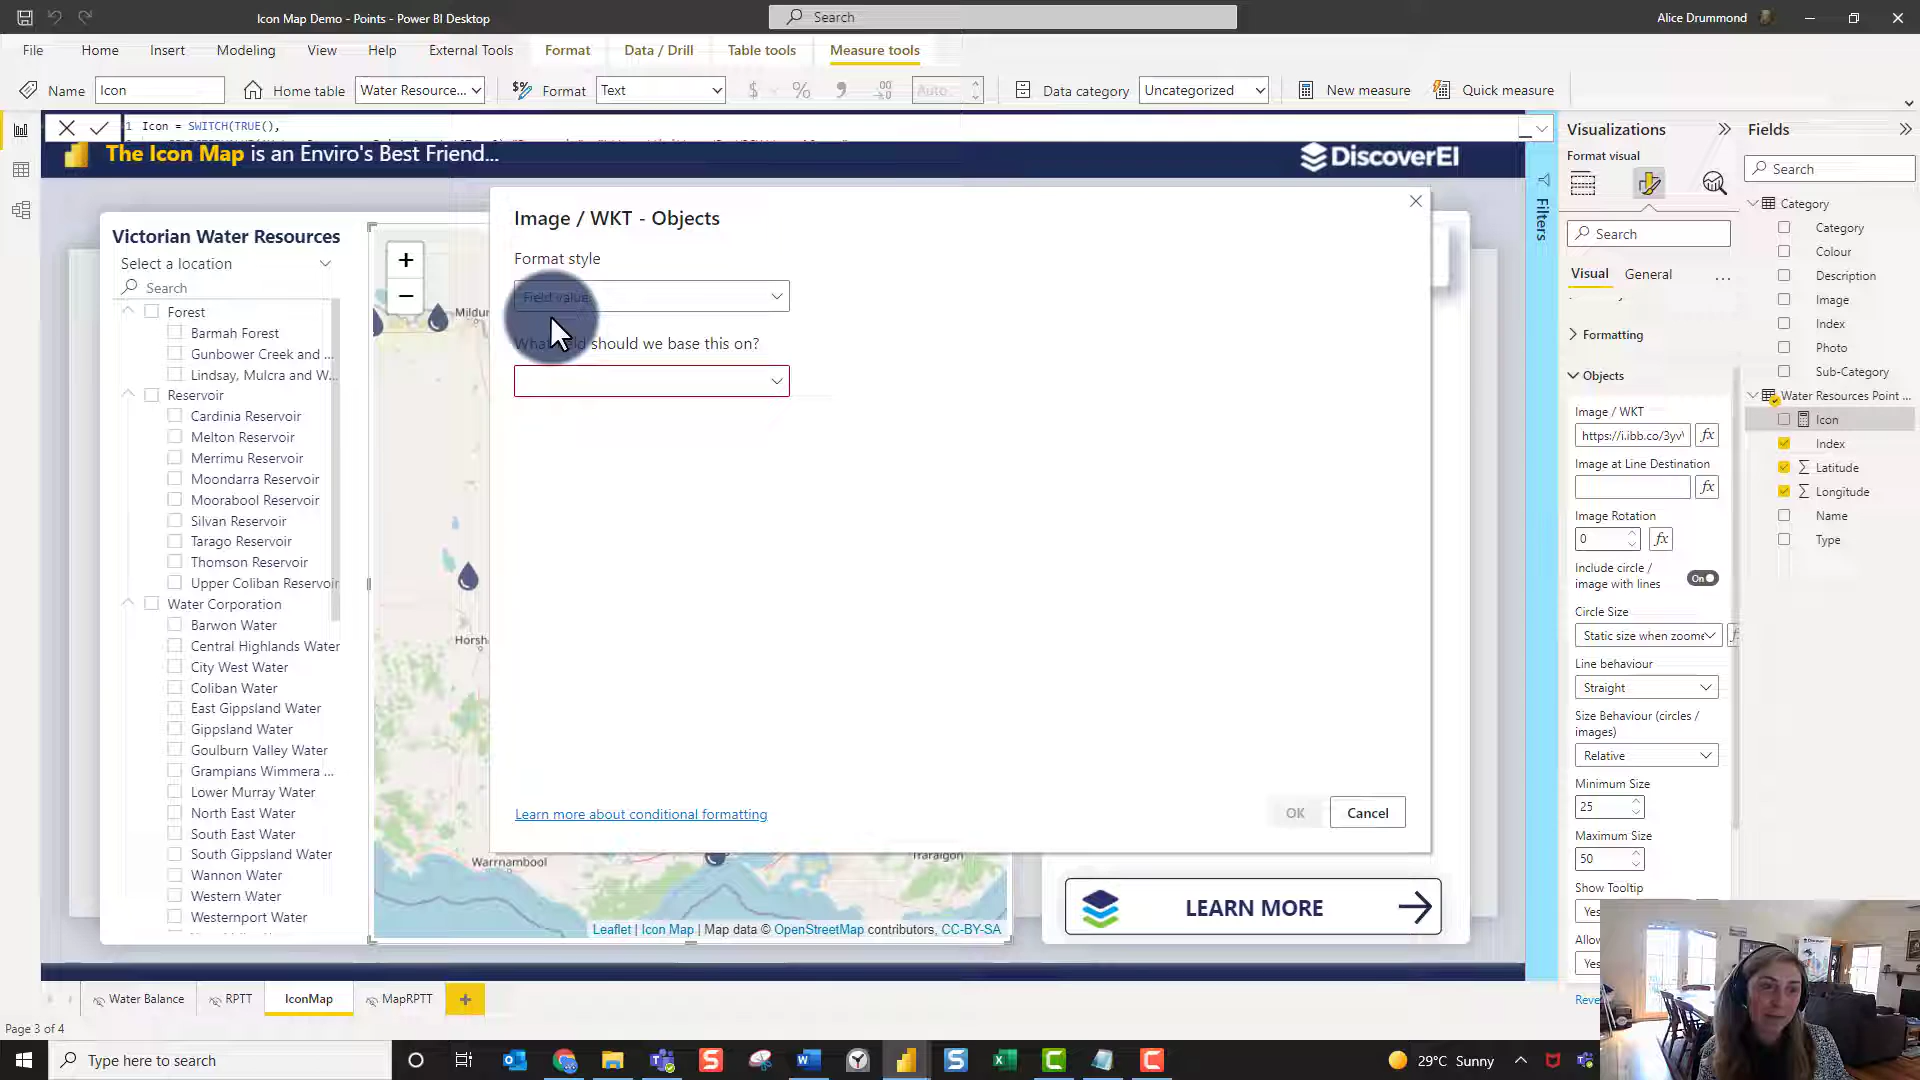 Icon Map Demo - Points - Power BI Desktop
Search
Alice Drummond
File
Home
Insert
Modeling
View
Help
External Tools
Format
Data / Drill
Table tools
Measure tools
Name
Icon
Home table
Water Resource...
Format
Text
$
%
Auto
Data category
Uncategorized
New measure
Quick measure
1 Icon = SWITCH(TRUE(),
The Icon Map is an Enviro's Best Friend...
DiscoverEI
Victorian Water Resources
Select a location
Search
Forest
Barmah Forest
Gunbower Creek and ...
Lindsay, Mulcra and W...
Reservoir
Cardinia Reservoir
Melton Reservoir
Merrimu Reservoir
Moondarra Reservoir
Moorabool Reservoir
Silvan Reservoir
Tarago Reservoir
Thomson Reservoir
Upper Coliban Reservoir
Water Corporation
Barwon Water
Central Highlands Water
City West Water
Coliban Water
East Gippsland Water
Gippsland Water
Goulburn Valley Water
Grampians Wimmera ...
Lower Murray Water
North East Water
South East Water
South Gippsland Water
Wannon Water
Western Water
Westernport Water
+
−
Mildur
Horsh
Warrnambool
Traralgon
Leaflet | Icon Map | Map data © OpenStreetMap contributors, CC-BY-SA
Image / WKT - Objects
Format style
Field value
What field should we base this on?
Learn more about conditional formatting
OK
Cancel
LEARN MORE
Filters
Visualizations
Format visual
Search
Visual
General
...
Formatting
Objects
Image / WKT
https://i.ibb.co/3yv
fx
Image at Line Destination
fx
Image Rotation
0
fx
Include circle /
image with lines
On
Circle Size
Static size when zoome
Line behaviour
Straight
Size Behaviour (circles /
images)
Relative
Minimum Size
25
Maximum Size
50
Show Tooltip
Yes
Allow
Yes
Reve
Fields
Search
Category
Category
Colour
Description
Image
Index
Photo
Sub-Category
Water Resources Point ...
Icon
Index
Latitude
Longitude
Name
Type
Water Balance
RPTT
IconMap
MapRPTT
+
Page 3 of 4
Type here to search
29°C Sunny